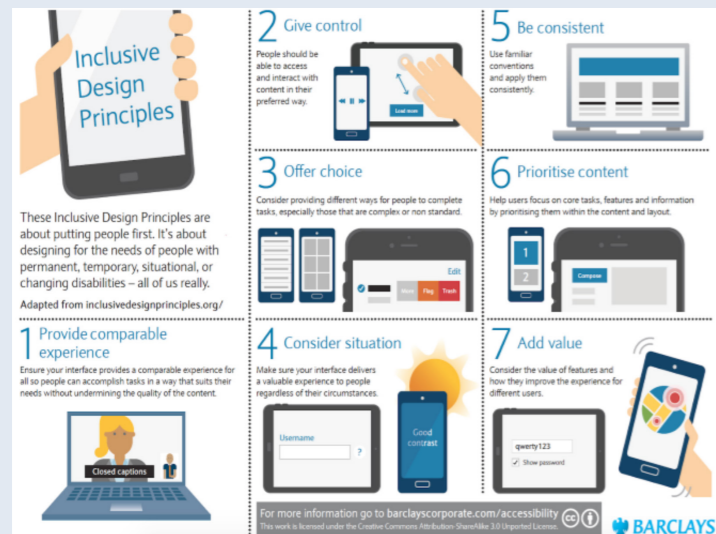 Inclusive
Design
Principles
These Inclusive Design Principles are
about putting people first. It's about
designing for the needs of people with
permanent, temporary, situational, or
changing disabilities – all of us really.
Adapted from inclusivedesignprinciples.org/
1 Provide comparable
experience
Ensure your interface provides a comparable experience for
all so people can accomplish tasks in a way that suits their
needs without undermining the quality of the content.
Closed captions
2 Give control
People should be
able to access
and interact with
content in their
preferred way.
Load more
3 Offer choice
Consider providing different ways for people to complete
tasks, especially those that are complex or non standard.
Edit
More Flag Trash
4 Consider situation
Make sure your interface delivers
a valuable experience to people
regardless of their circumstances.
Username
?
Good
contrast
5 Be consistent
Use familiar
conventions
and apply them
consistently.
6 Prioritise content
Help users focus on core tasks, features and information
by prioritising them within the content and layout.
1
2
Compose
7 Add value
Consider the value of features and
how they improve the experience for
different users.
qwerty123
Show password
For more information go to barclayscorporate.com/accessibility
This work is licensed under the Creative Commons Attribution-ShareAlike 3.0 Unported License.
cc
BARCLAYS